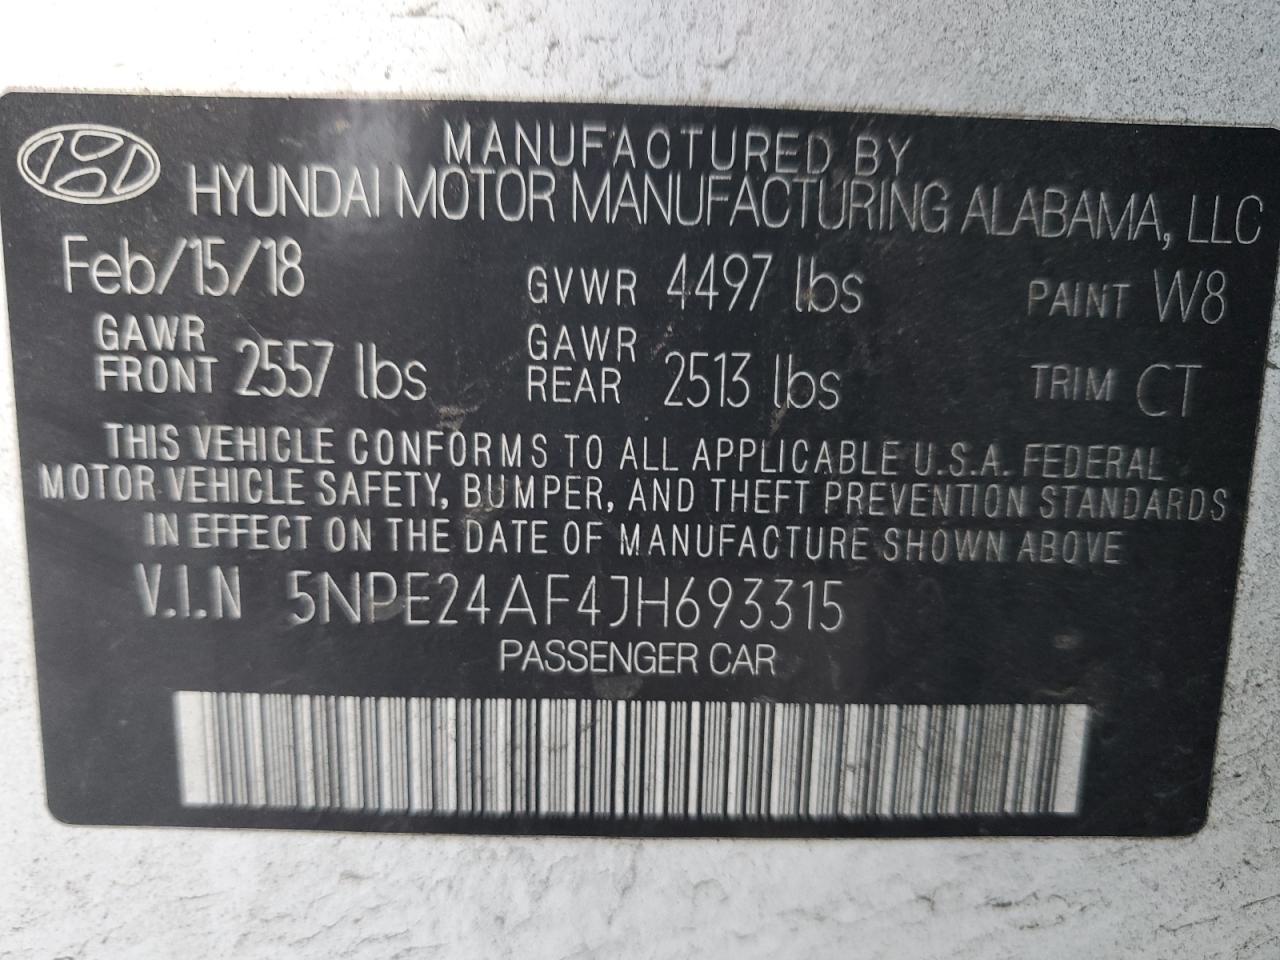 MANUFACTURED BY
HYUNDAI MOTOR MANUFACTURING ALABAMA, LLC
Feb/15/18 GVWR 4497 lbs PAINT W8
GAWR FRONT 2557 lbs GAWR REAR 2513 lbs TRIM CT
THIS VEHICLE CONFORMS TO ALL APPLICABLE U.S.A. FEDERAL
MOTOR VEHICLE SAFETY, BUMPER, AND THEFT PREVENTION STANDARDS
IN EFFECT ON THE DATE OF MANUFACTURE SHOWN ABOVE
V.I.N 5NPE24AF4JH693315
PASSENGER CAR